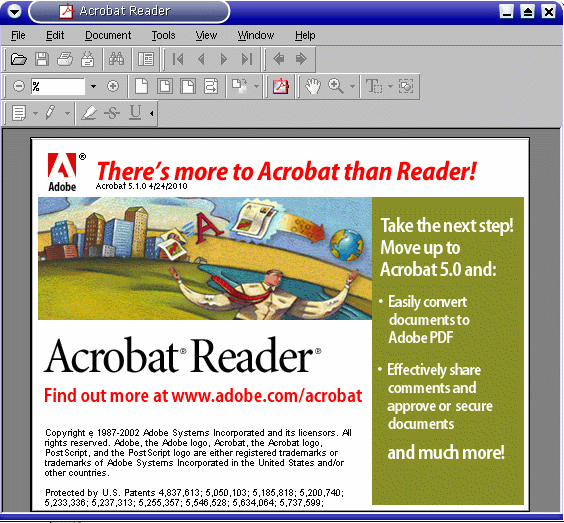 Acrobat Reader
File Edit Document Tools View Window Help
%
T
S U
A
Adobe
®
There's more to Acrobat than Reader!
Acrobat 5.1.0 4/24/2010
A
Take the next step!
Move up to
Acrobat 5.0 and:
• Easily convert
documents to
Adobe PDF
• Effectively share
comments and
approve or secure
documents
and much more!
Acrobat® Reader®
Find out more at www.adobe.com/acrobat
Copyright © 1987-2002 Adobe Systems Incorporated and its licensors. All
rights reserved. Adobe, the Adobe logo, Acrobat, the Acrobat logo,
PostScript, and the PostScript logo are either registered trademarks or
trademarks of Adobe Systems Incorporated in the United States and/or
other countries.
Protected by U.S. Patents 4,837,613; 5,050,103; 5,185,818; 5,200,740;
5,233,336; 5,237,313; 5,255,357; 5,546,528; 5,634,064; 5,737,599;